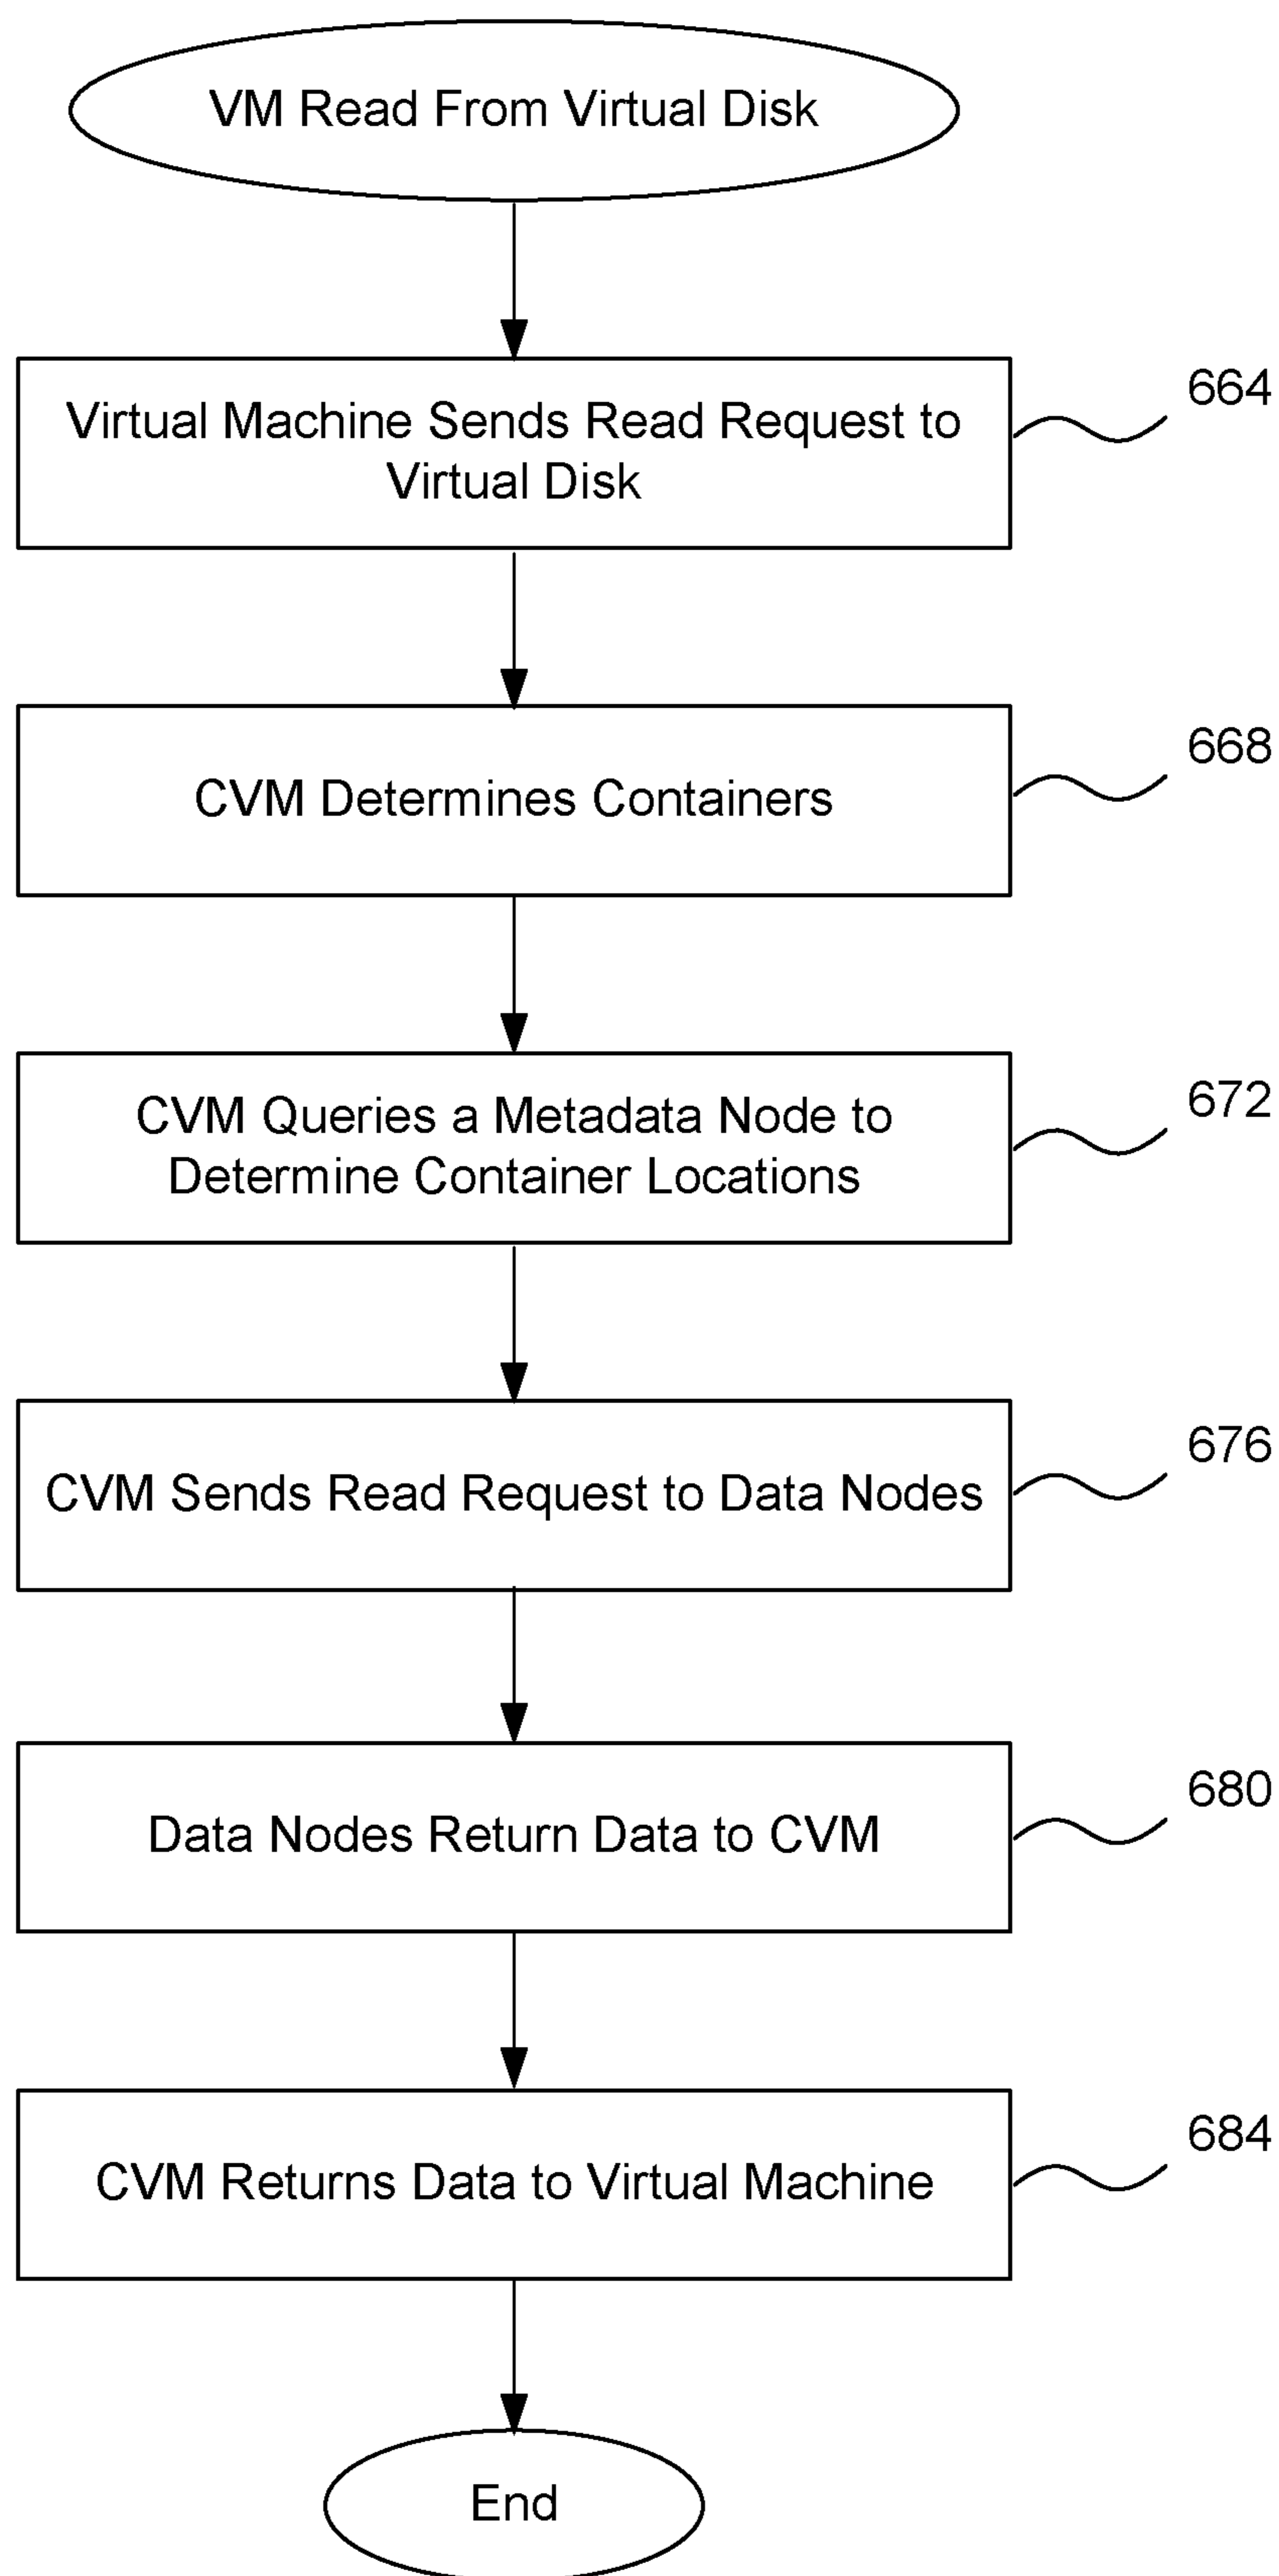 VM Read From Virtual Disk
Virtual Machine Sends Read Request to
Virtual Disk
664
CVM Determines Containers
668
CVM Queries a Metadata Node to
Determine Container Locations
672
CVM Sends Read Request to Data Nodes
676
Data Nodes Return Data to CVM
680
CVM Returns Data to Virtual Machine
684
End